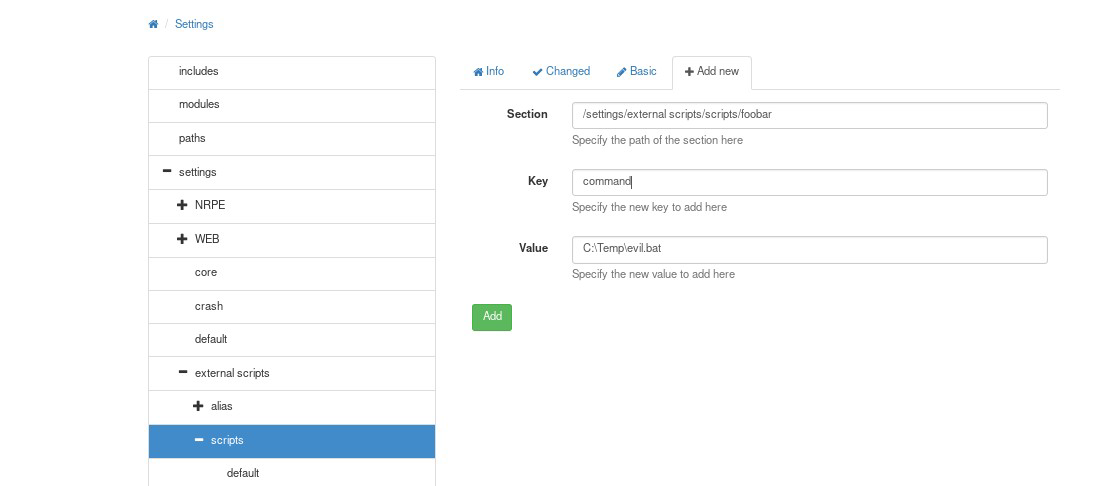 / Settings
includes
modules
paths
settings
NRPE
WEB
core
crash
default
external scripts
alias
scripts
default
Info Changed Basic Add new
Section /settings/external scripts/scripts/foobar
Specify the path of the section here
Key command
Specify the new key to add here
Value C:\Temp\evil.bat
Specify the new value to add here
Add